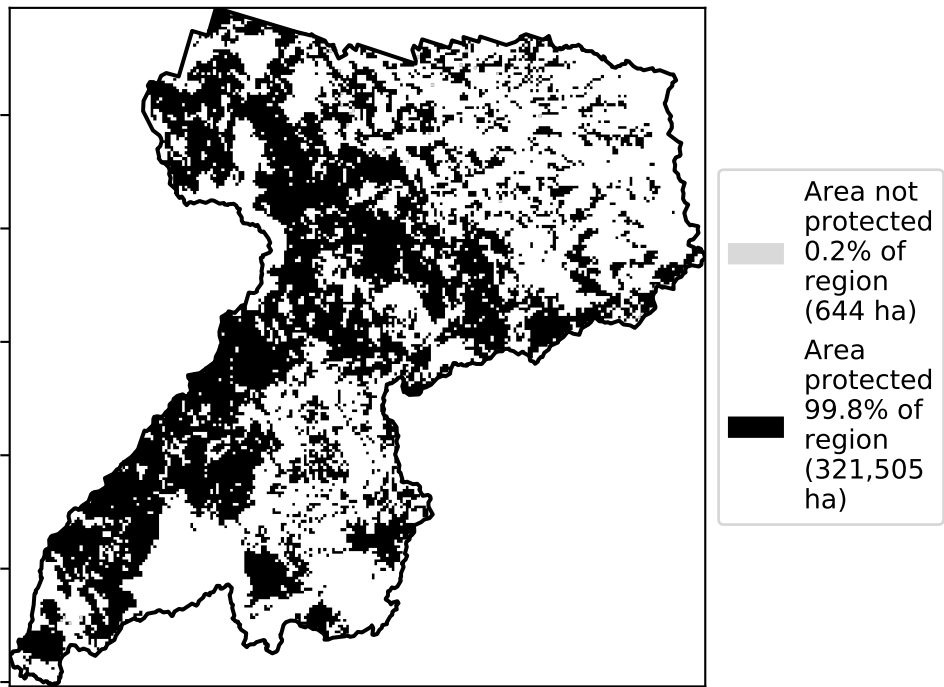 Area not
protected
0.2% of
region
(644 ha)
Area
protected
99.8% of
region
(321,505
ha)